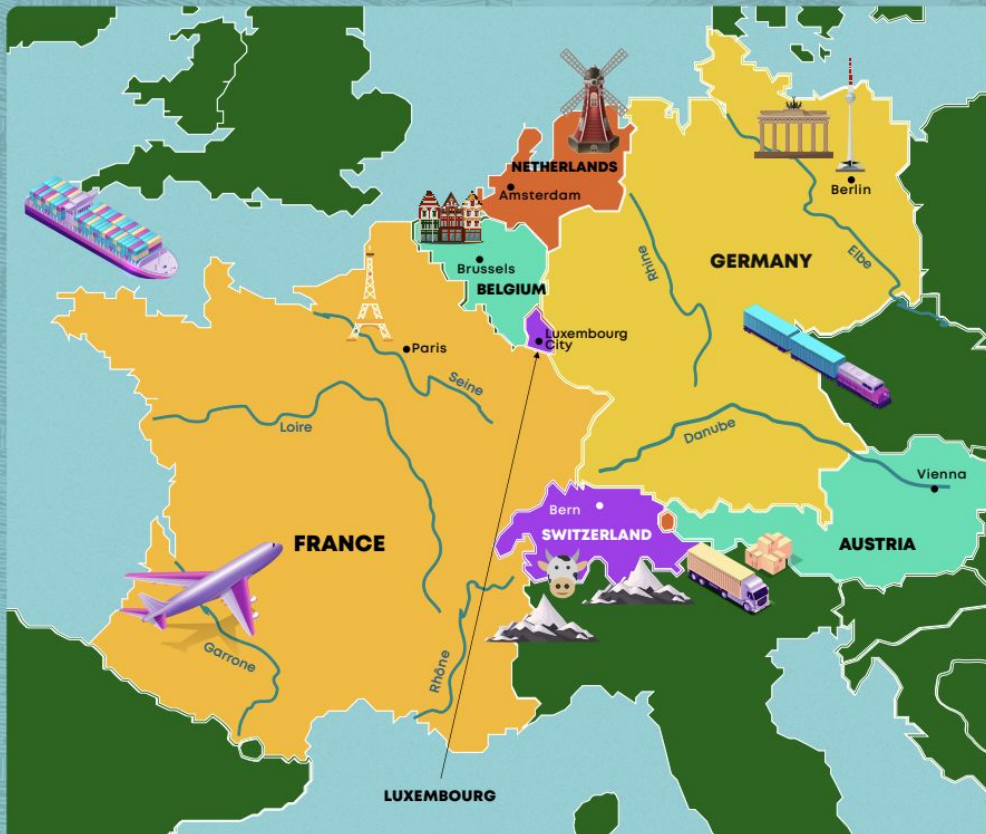 NETHERLANDS
Amsterdam
Berlin
Brussels
BELGIUM
Rhine
GERMANY
Elbe
Luxembourg
City
Paris
Seine
Loire
Danube
Vienna
Bern
SWITZERLAND
FRANCE
AUSTRIA
Garrone
Rhône
LUXEMBOURG